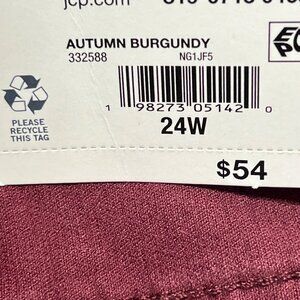 jcp.com
AUTUMN BURGUNDY
332588 NG1JF5
1 98273 05142 0
24W
PLEASE
RECYCLE
THIS TAG
$54